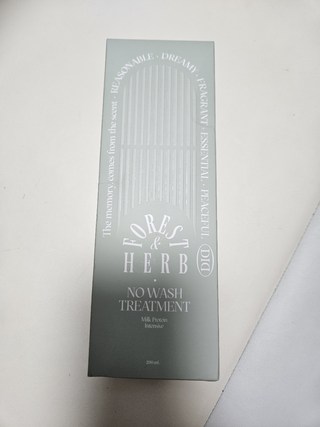 The memory, comes from the scent · REASONABLE · DREAMY · FRAGRANT · ESSENTIAL · PEACEFUL DID
FOREST
&
HERB
NO WASH
TREATMENT
Milk Protein
Intensive